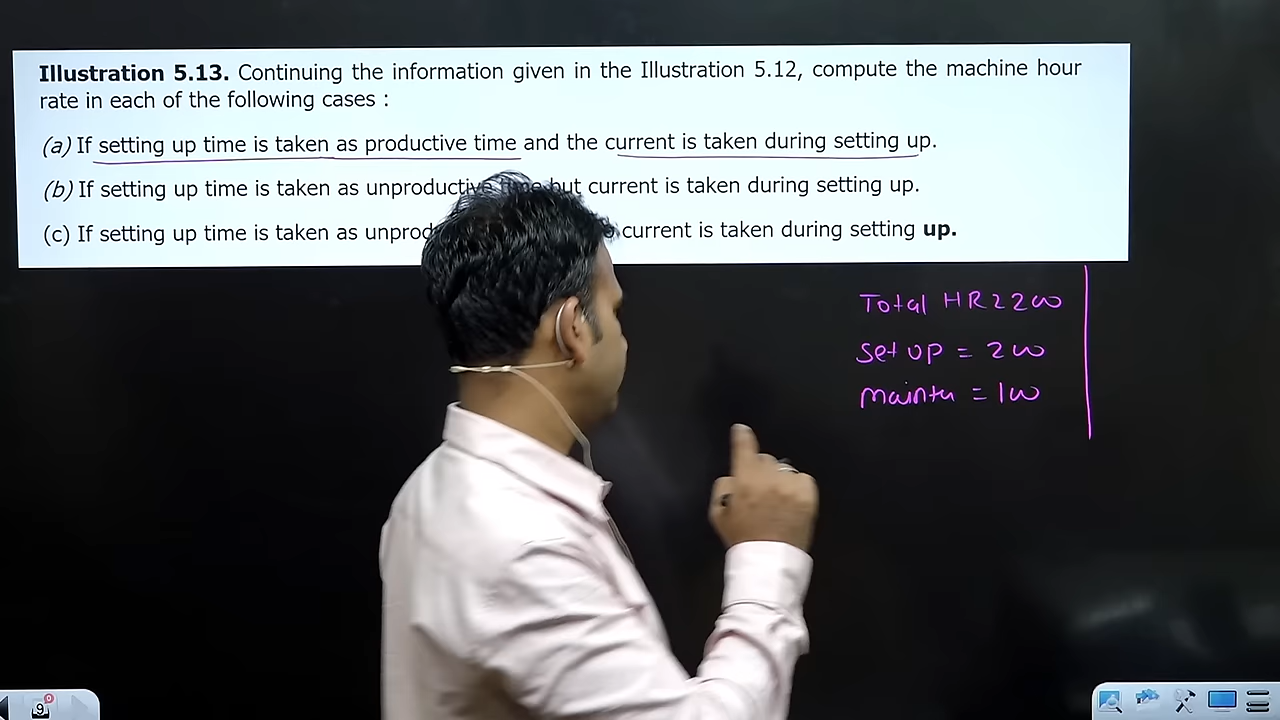 Illustration 5.13. Continuing the information given in the Illustration 5.12, compute the machine hour
rate in each of the following cases :
(a) If setting up time is taken as productive time and the current is taken during setting up.
(b) If setting up time is taken as unproductive time but current is taken during setting up.
(c) If setting up time is taken as current is taken during setting up.
Total HR 2200
Set up = 200
= 100
9